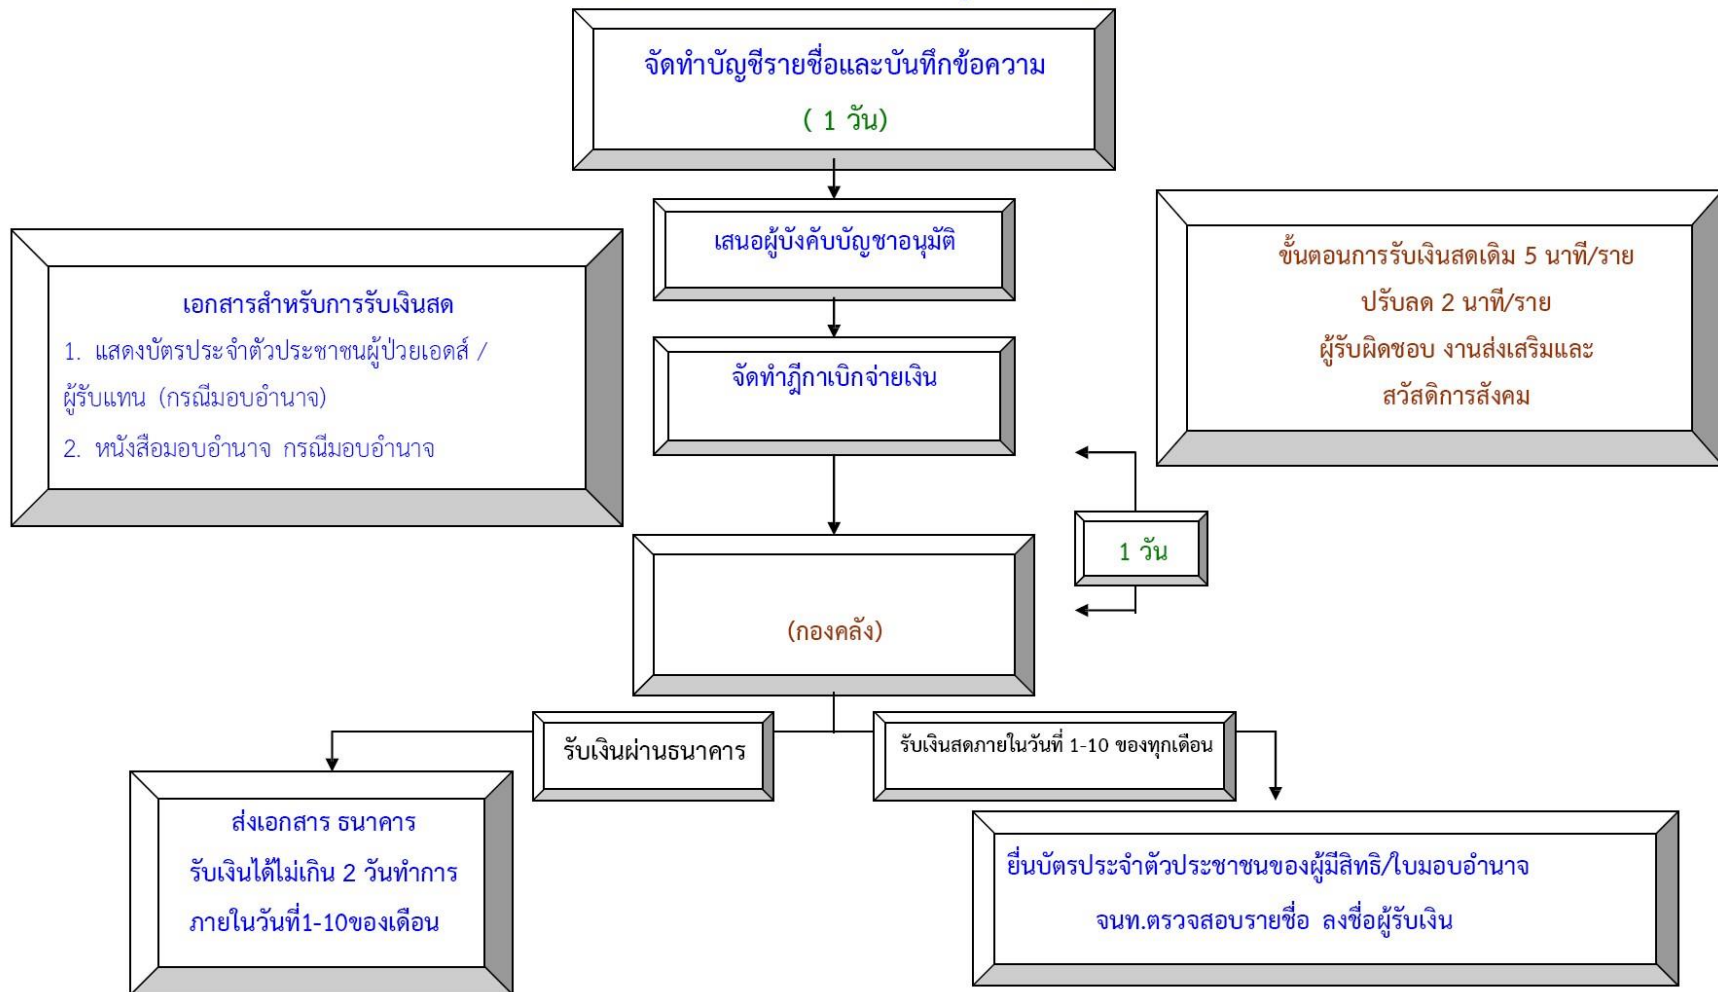 จัดทำบัญชีรายชื่อและบันทึกข้อความ
( 1 วัน)
เสนอผู้บังคับบัญชาอนุมัติ
เอกสารสำหรับการรับเงินสด
1. แสดงบัตรประจำตัวประชาชนผู้ป่วยเอดส์ /
ผู้รับแทน (กรณีมอบอำนาจ)
2. หนังสือมอบอำนาจ กรณีมอบอำนาจ
ขั้นตอนการรับเงินสดเดิม 5 นาที/ราย
ปรับลด 2 นาที/ราย
ผู้รับผิดชอบ งานส่งเสริมและ
สวัสดิการสังคม
จัดทำฎีกาเบิกจ่ายเงิน
1 วัน
(กองคลัง)
รับเงินผ่านธนาคาร
รับเงินสดภายในวันที่ 1-10 ของทุกเดือน
ส่งเอกสาร ธนาคาร
รับเงินได้ไม่เกิน 2 วันทำการ
ภายในวันที่1-10ของเดือน
ยื่นบัตรประจำตัวประชาชนของผู้มีสิทธิ/ใบมอบอำนาจ
จนท.ตรวจสอบรายชื่อ ลงชื่อผู้รับเงิน